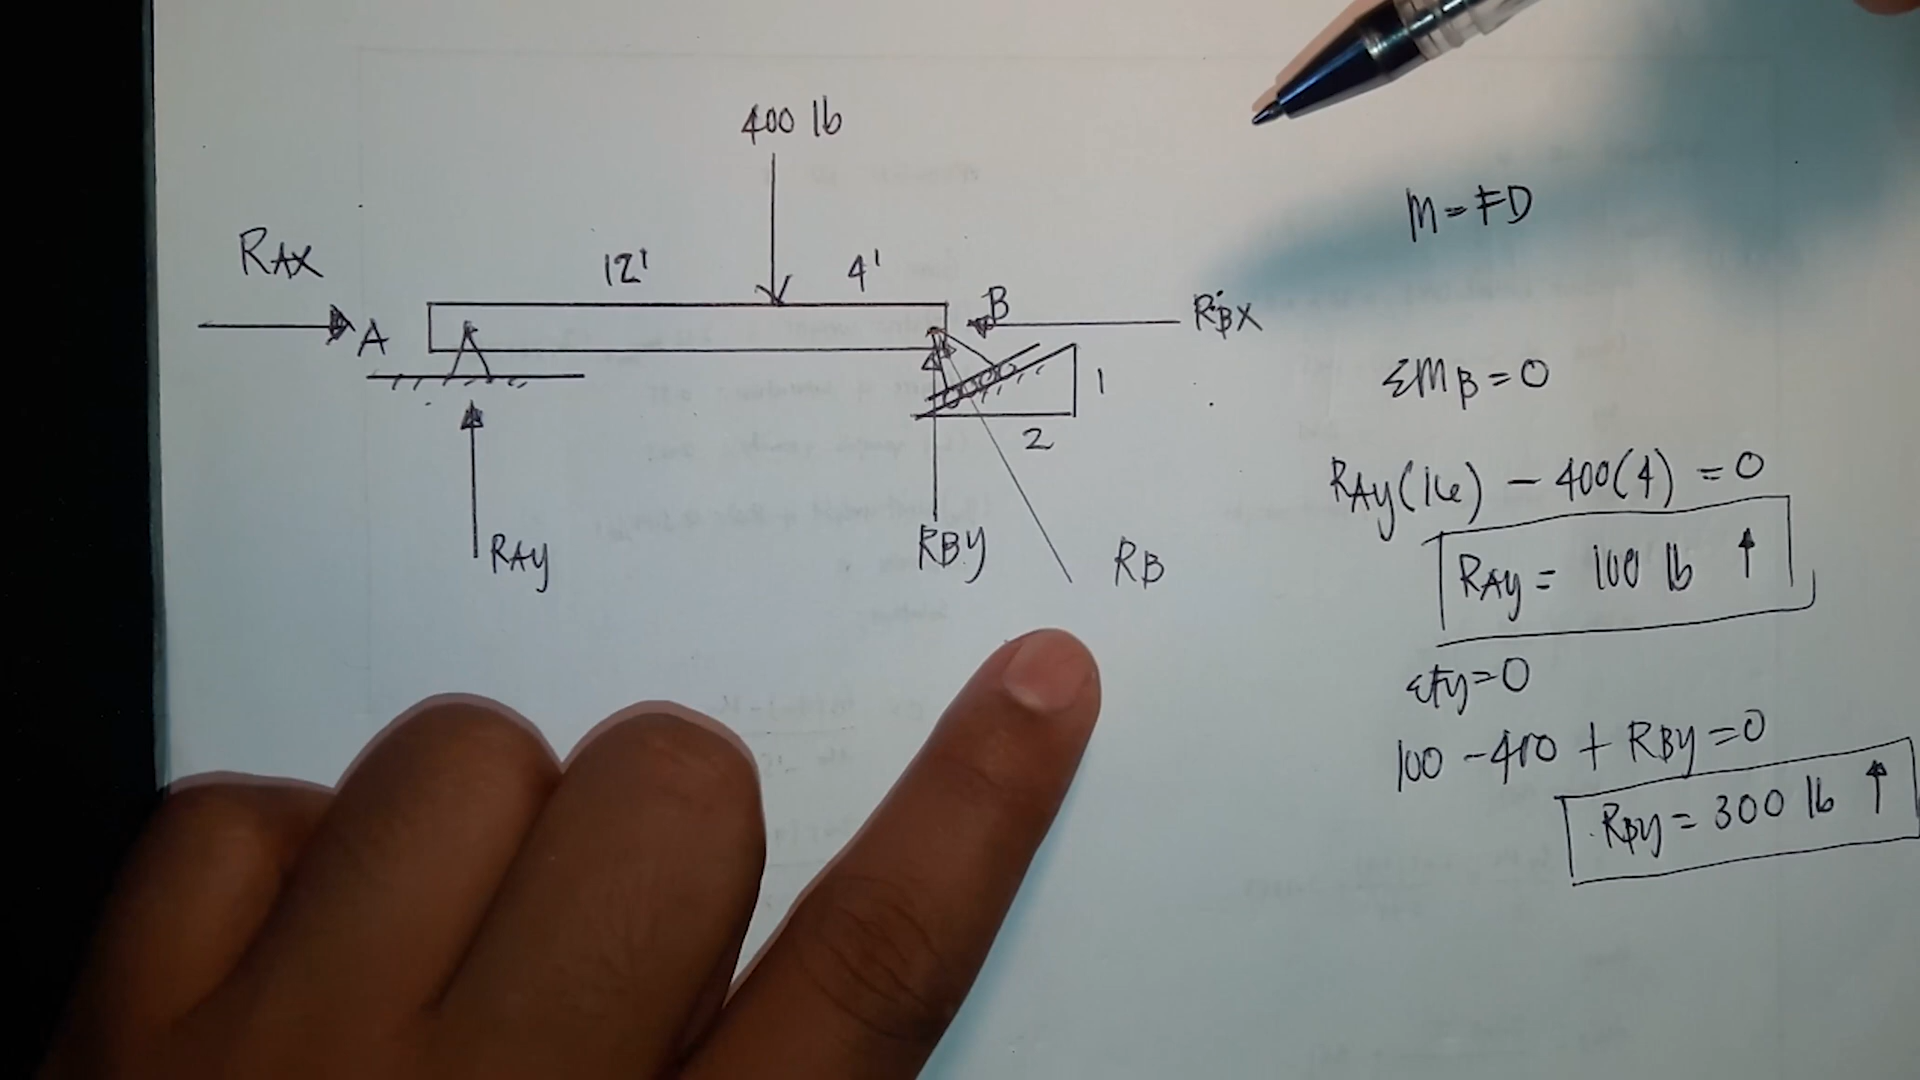 400 lb
RAX
12'
4'
A
B
RBX
1
2
RAy
RBy
RB
M=FD
ΣMB=0
RAy(16) - 400(4) = 0
RAy = 100 lb ↑
ΣFy=0
100 - 400 + RBy=0
RBy = 300 lb ↑